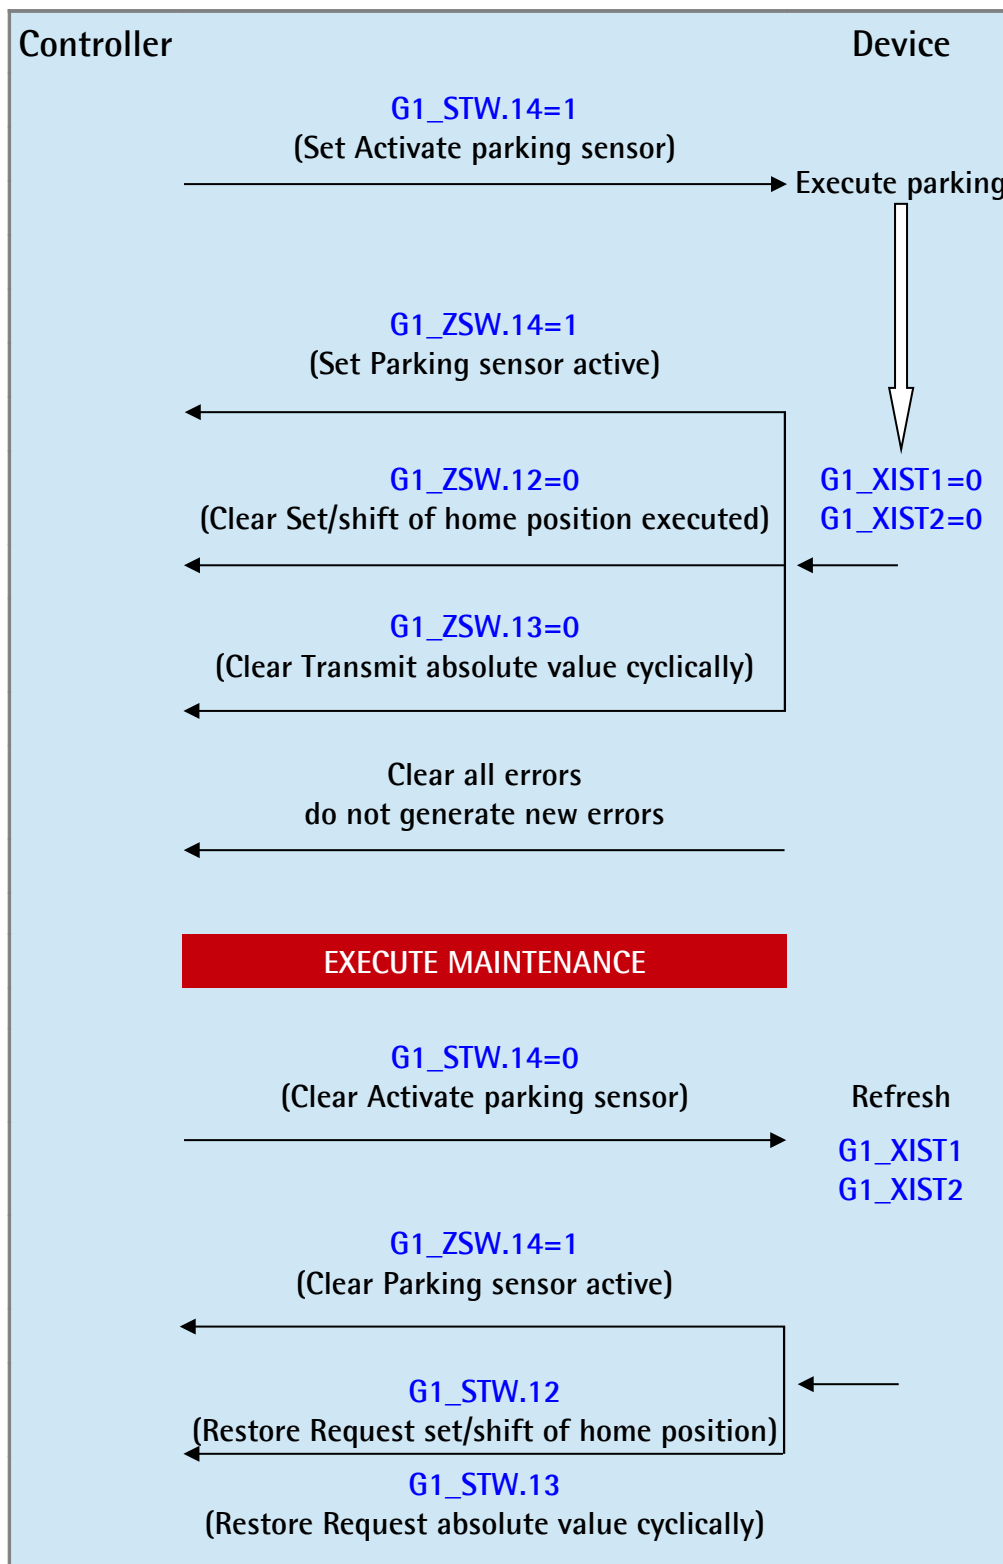 Controller
Device
G1_STW.14=1
(Set Activate parking sensor)
Execute parking
G1_ZSW.14=1
(Set Parking sensor active)
G1_ZSW.12=0
(Clear Set/shift of home position executed)
G1_XIST1=0
G1_XIST2=0
G1_ZSW.13=0
(Clear Transmit absolute value cyclically)
Clear all errors
do not generate new errors
EXECUTE MAINTENANCE
G1_STW.14=0
(Clear Activate parking sensor)
Refresh
G1_XIST1
G1_XIST2
G1_ZSW.14=1
(Clear Parking sensor active)
G1_STW.12
(Restore Request set/shift of home position)
G1_STW.13
(Restore Request absolute value cyclically)